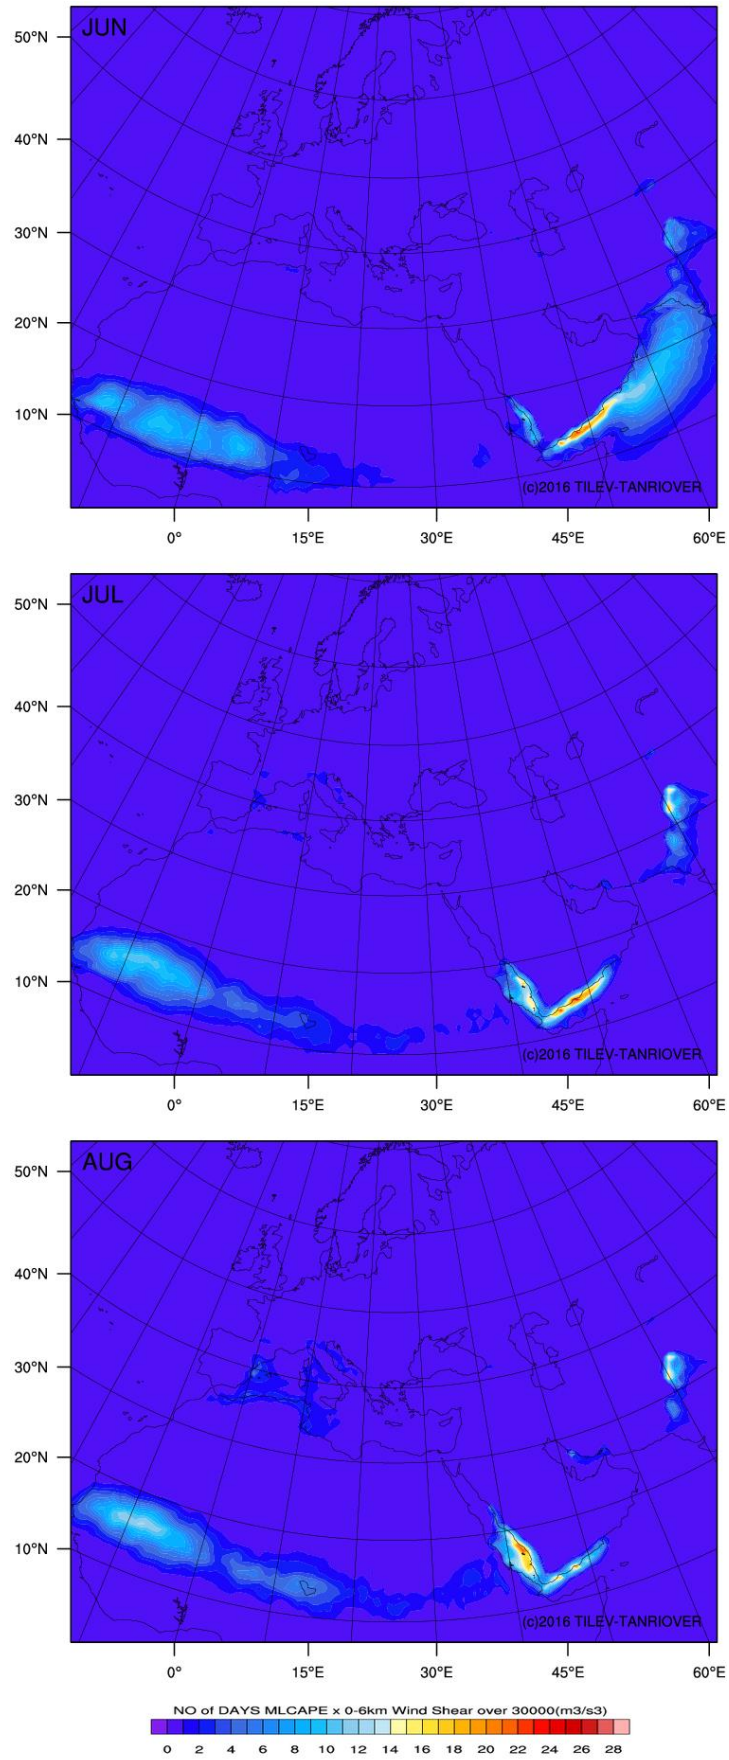 JUN
50°N
40°N
30°N
20°N
10°N
(c)2016 TILEV-TANRIOVER
0° 15°E 30°E 45°E 60°E
JUL
50°N
40°N
30°N
20°N
10°N
(c)2016 TILEV-TANRIOVER
0° 15°E 30°E 45°E 60°E
AUG
50°N
40°N
30°N
20°N
10°N
(c)2016 TILEV-TANRIOVER
0° 15°E 30°E 45°E 60°E
NO of DAYS MLCAPE x 0-6km Wind Shear over 30000(m3/s3)
0 2 4 6 8 10 12 14 16 18 20 22 24 26 28